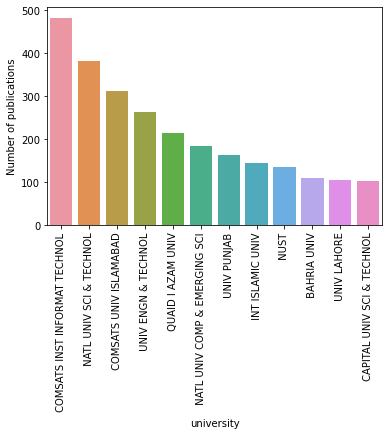 500
400
300
200
100
0
Number of publications
COMSATS INST INFORMAT TECHNOL
NATL UNIV SCI & TECHNOL
COMSATS UNIV ISLAMABAD
UNIV ENGN & TECHNOL
QUAID I AZAM UNIV
NATL UNIV COMP & EMERGING SCI
UNIV PUNJAB
INT ISLAMIC UNIV
NUST
BAHRIA UNIV
UNIV LAHORE
CAPITAL UNIV SCI & TECHNOL
university